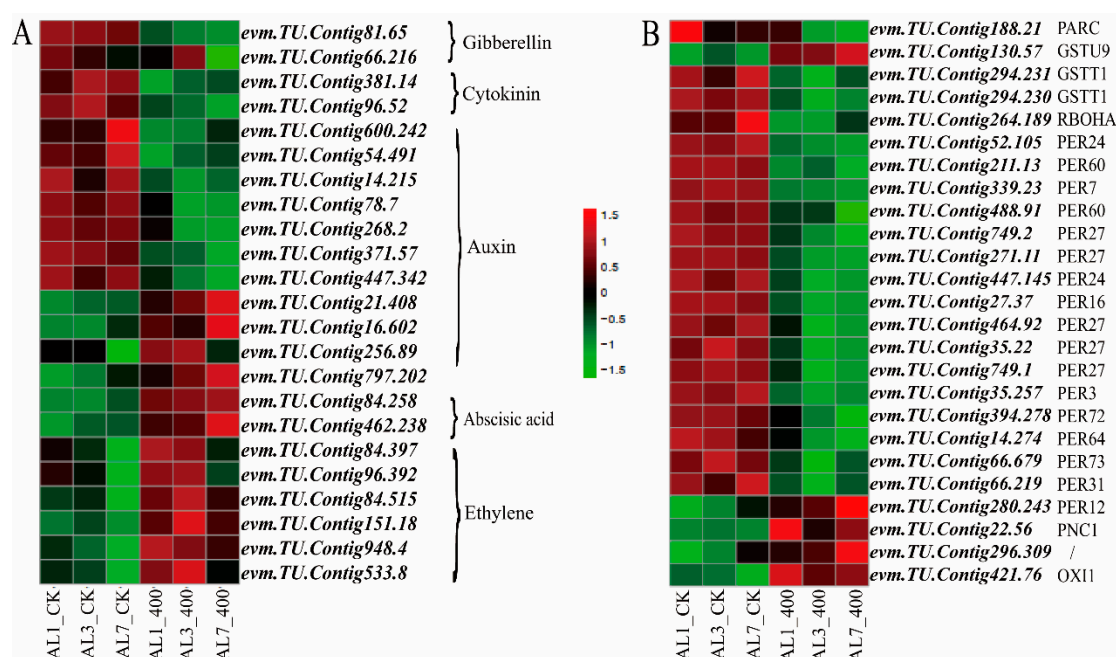 A
evm.TU.Contig81.65
evm.TU.Contig66.216
evm.TU.Contig381.14
evm.TU.Contig96.52
evm.TU.Contig600.242
evm.TU.Contig54.491
evm.TU.Contig14.215
evm.TU.Contig78.7
evm.TU.Contig268.2
evm.TU.Contig371.57
evm.TU.Contig447.342
evm.TU.Contig21.408
evm.TU.Contig16.602
evm.TU.Contig256.89
evm.TU.Contig797.202
evm.TU.Contig84.258
evm.TU.Contig462.238
evm.TU.Contig84.397
evm.TU.Contig96.392
evm.TU.Contig84.515
evm.TU.Contig151.18
evm.TU.Contig948.4
evm.TU.Contig533.8
Gibberellin
Cytokinin
Auxin
Abscisic acid
Ethylene
AL1_CK
AL3_CK
AL7_CK
AL1_400
AL3_400
AL7_400
1.5
1
0.5
0
−0.5
−1
−1.5
B
evm.TU.Contig188.21 PARC
evm.TU.Contig130.57 GSTU9
evm.TU.Contig294.231 GSTT1
evm.TU.Contig294.230 GSTT1
evm.TU.Contig264.189 RBOHA
evm.TU.Contig52.105 PER24
evm.TU.Contig211.13 PER60
evm.TU.Contig339.23 PER7
evm.TU.Contig488.91 PER60
evm.TU.Contig749.2 PER27
evm.TU.Contig271.11 PER27
evm.TU.Contig447.145 PER24
evm.TU.Contig27.37 PER16
evm.TU.Contig464.92 PER27
evm.TU.Contig35.22 PER27
evm.TU.Contig749.1 PER27
evm.TU.Contig35.257 PER3
evm.TU.Contig394.278 PER72
evm.TU.Contig14.274 PER64
evm.TU.Contig66.679 PER73
evm.TU.Contig66.219 PER31
evm.TU.Contig280.243 PER12
evm.TU.Contig22.56 PNC1
evm.TU.Contig296.309 /
evm.TU.Contig421.76 OXI1
AL1_CK
AL3_CK
AL7_CK
AL1_400
AL3_400
AL7_400